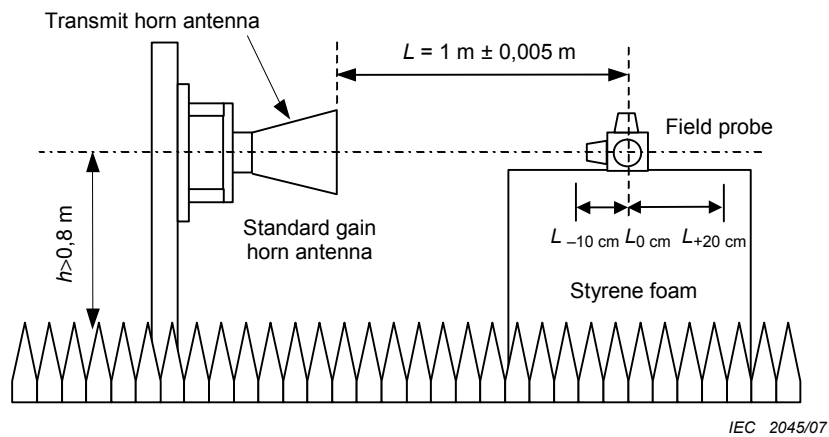 Transmit horn antenna
L = 1 m ± 0,005 m
Field probe
Standard gain
horn antenna
h>0,8 m
L –10 cm L0 cm L+20 cm
Styrene foam
IEC 2045/07